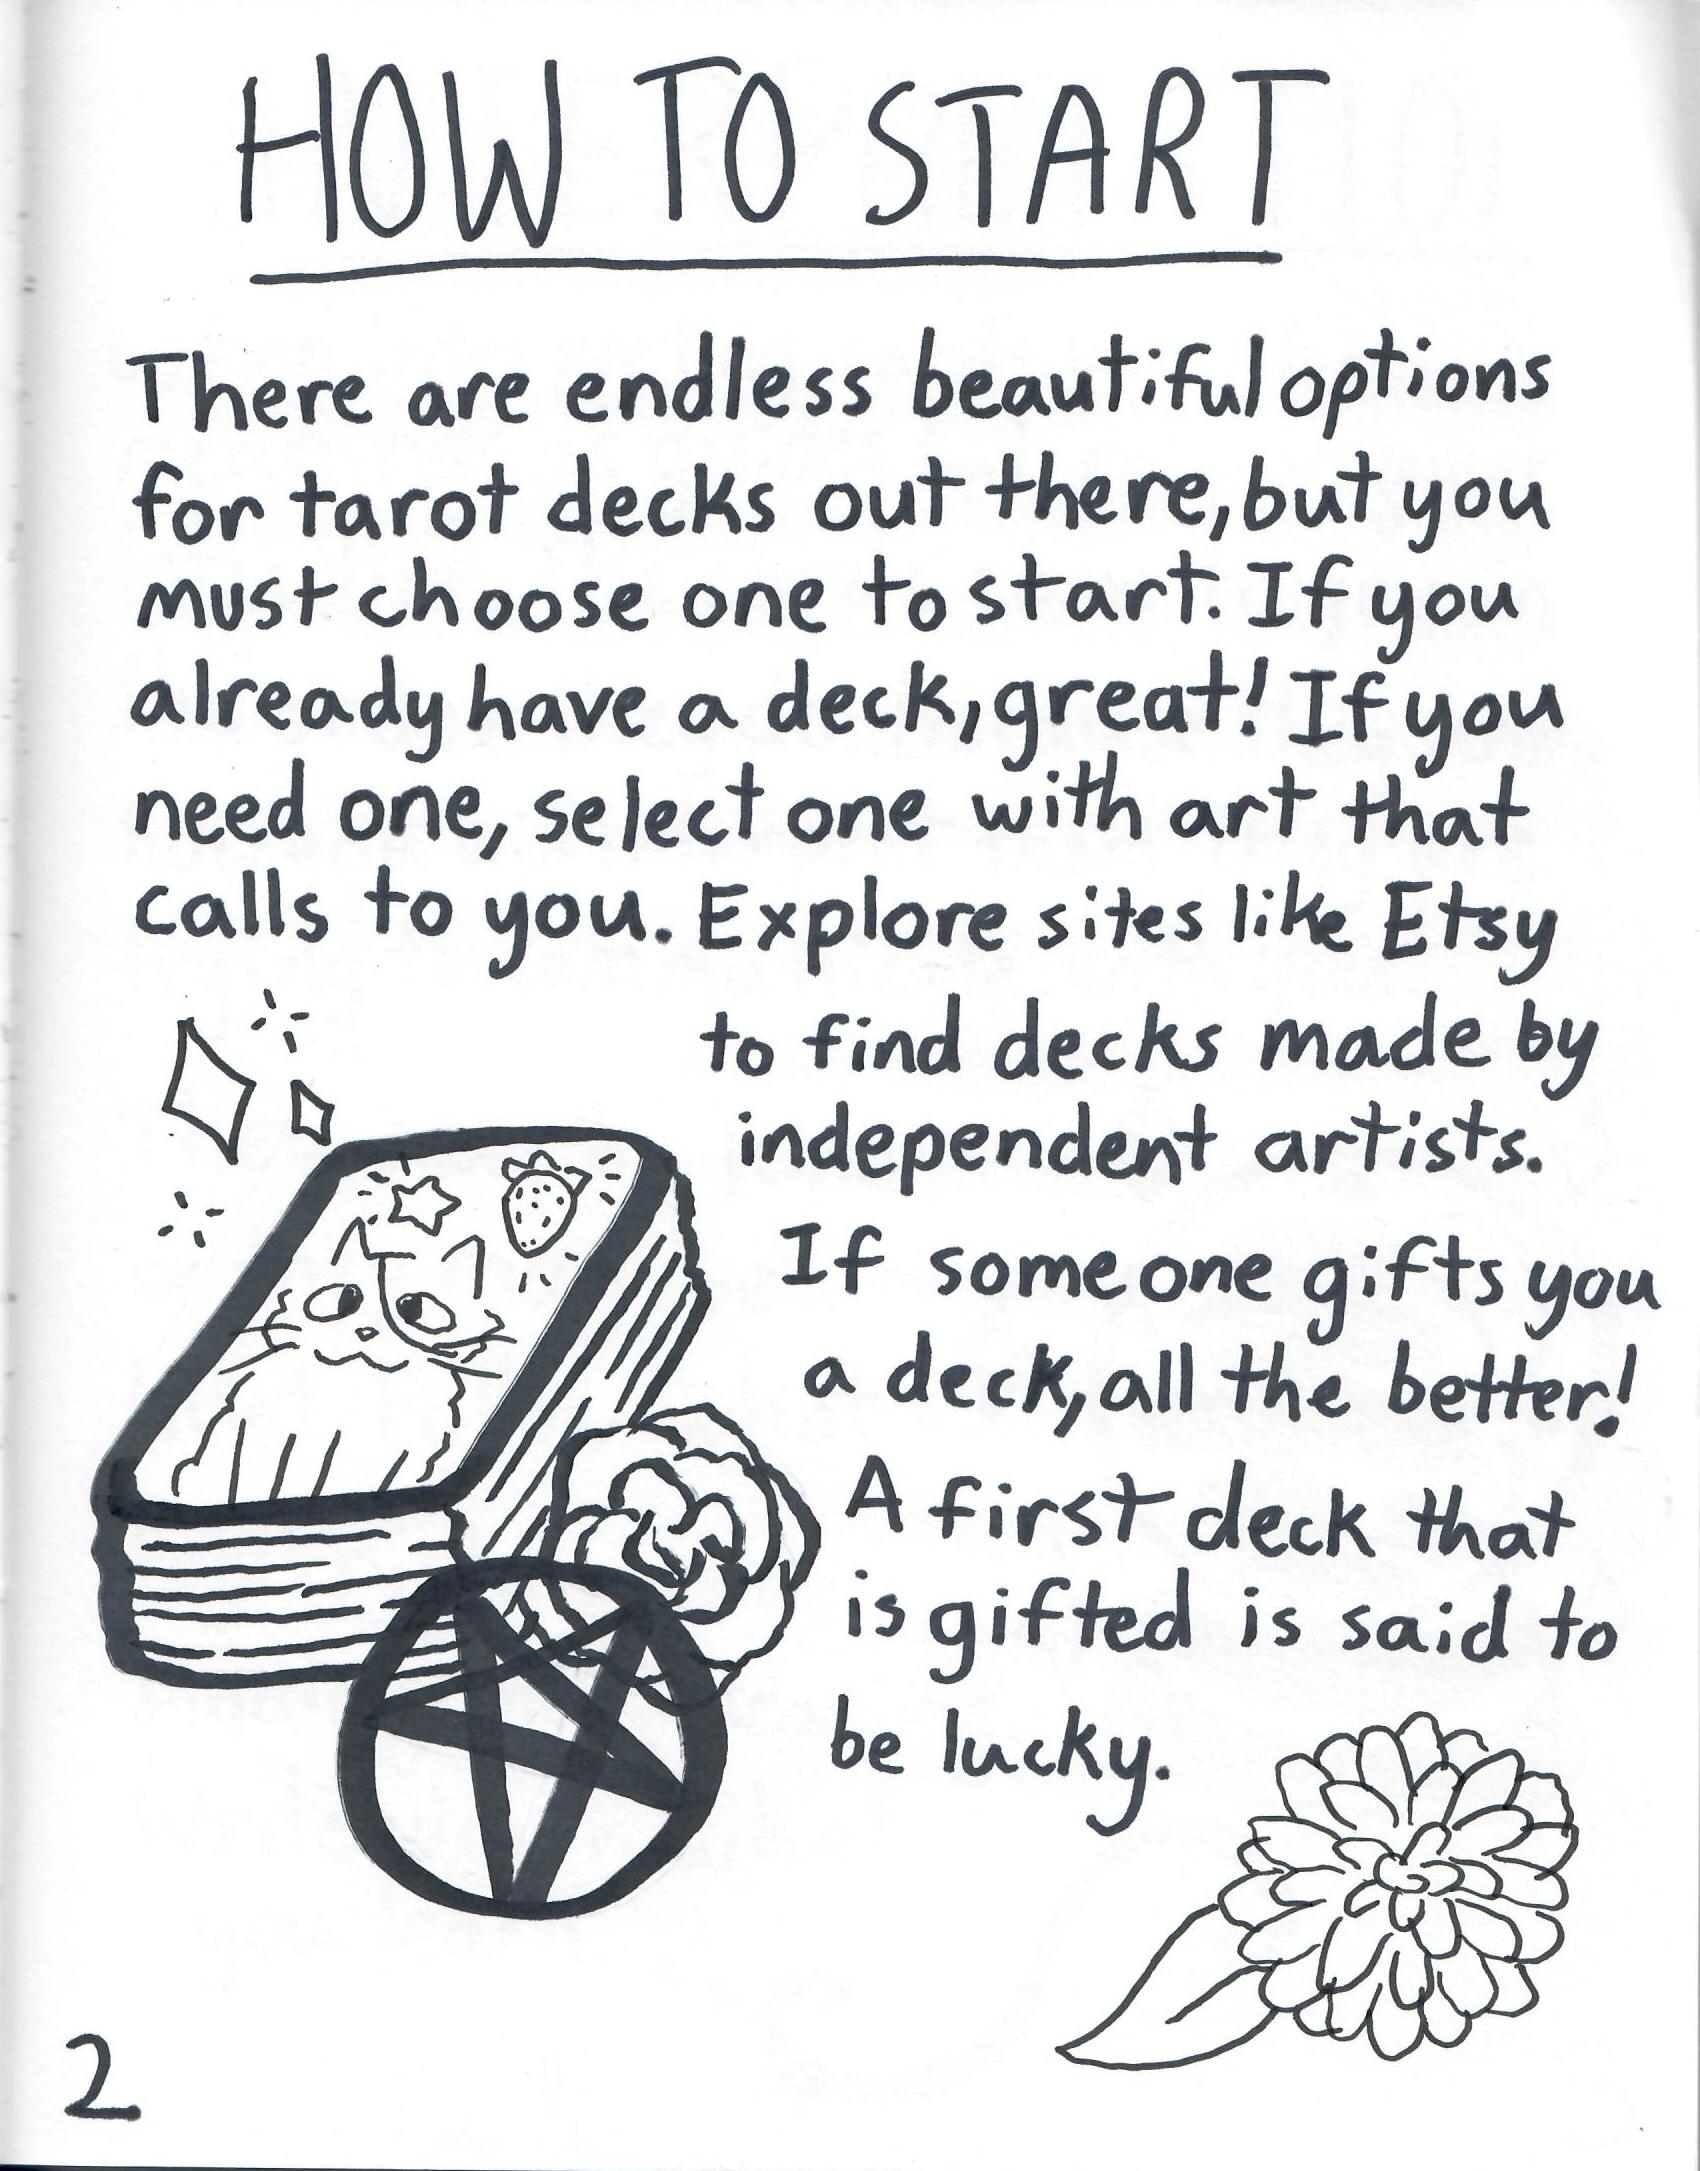 HOW TO START
There are endless beautiful options
for tarot decks out there, but you
must choose one to start. If you
already have a deck, great! If you
need one, select one with art that
calls to you. Explore sites like Etsy
to find decks made by
independent artists.
If someone gifts you
a deck, all the better!
A first deck that
is gifted is said to
be lucky.
2